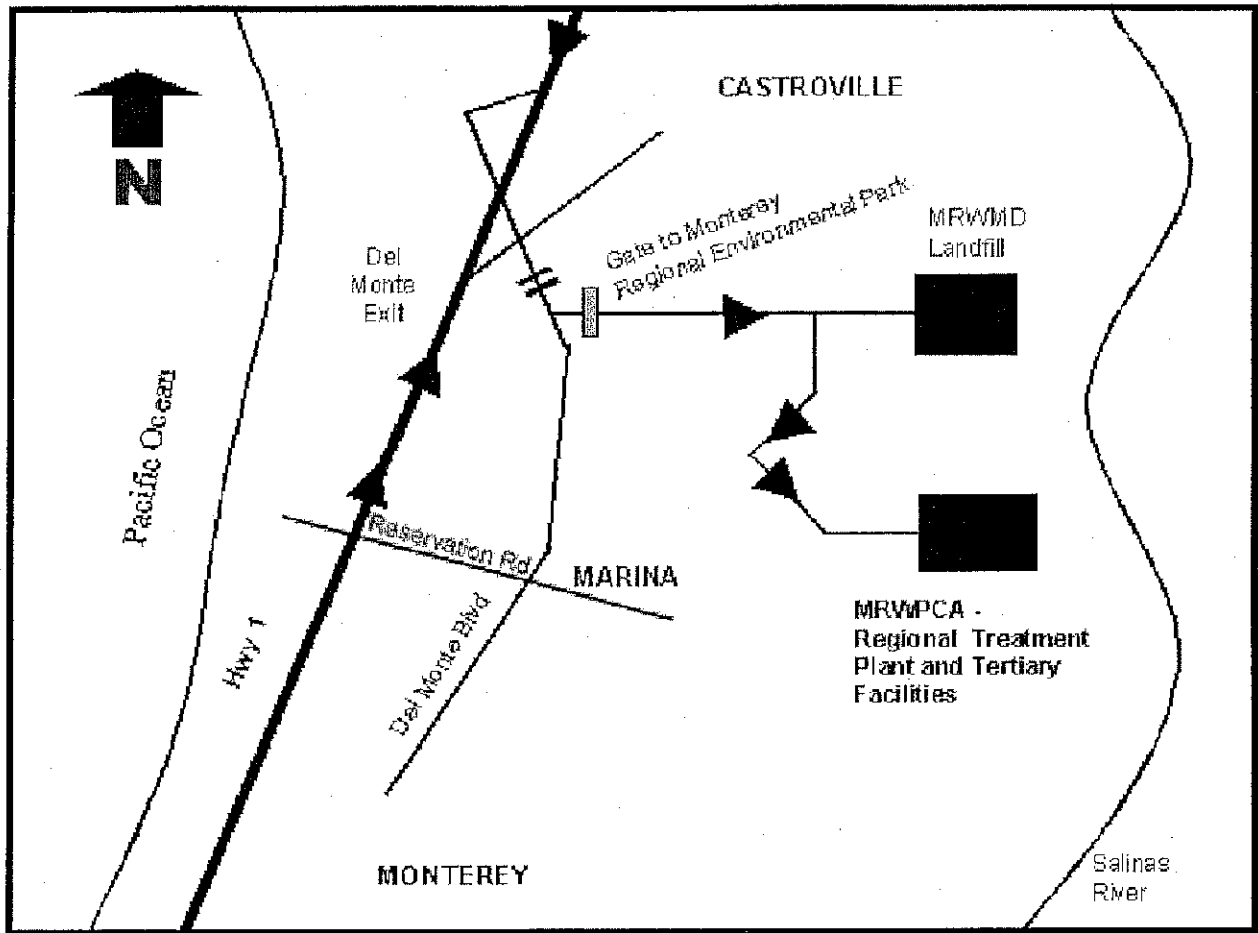 CASTROVILLE
N
Gate to Monterey
Regional Environmental Park
MRWMD
Landfill
Del
Monte
Exit
Pacific Ocean
Reservation Rd
MARINA
Hwy 1
Del Monte Blvd
MRWPCA -
Regional Treatment
Plant and Tertiary
Facilities
MONTEREY
Salinas
River